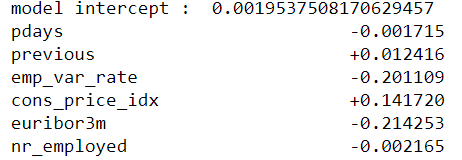 model intercept :  0.0019537508170629457
pdays -0.001715
previous +0.012416
emp_var_rate -0.201109
cons_price_idx +0.141720
euribor3m -0.214253
nr_employed -0.002165